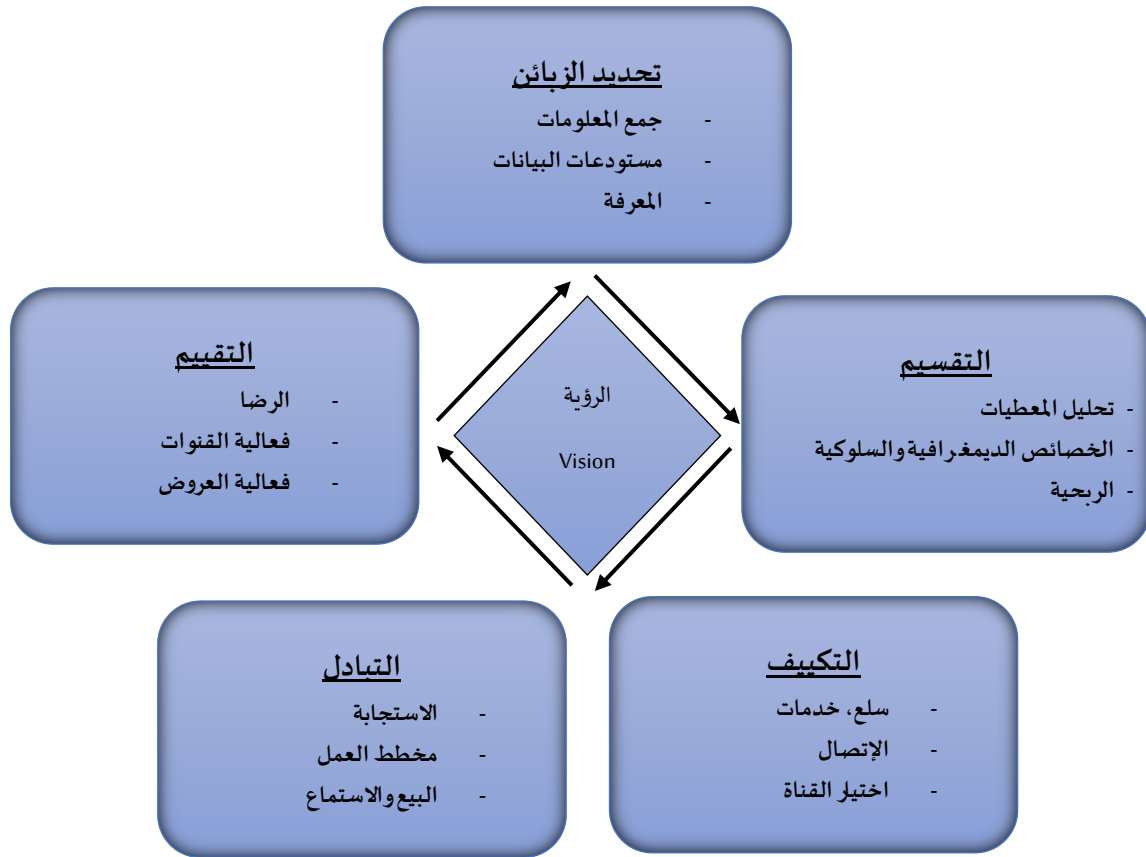 تحديد الزبائن
- جمع المعلومات
- مستودعات البيانات
- المعرفة
التقييم
- الرضا
- فعالية القنوات
- فعالية العروض
الرؤية
Vision
التقسيم
- تحليل المعطيات
- الخصائص الديمغرافية والسلوكية
- الربحية
التبادل
- الاستجابة
- مخطط العمل
- البيع والاستماع
التكييف
- سلع، خدمات
- الإتصال
- اختيار القناة